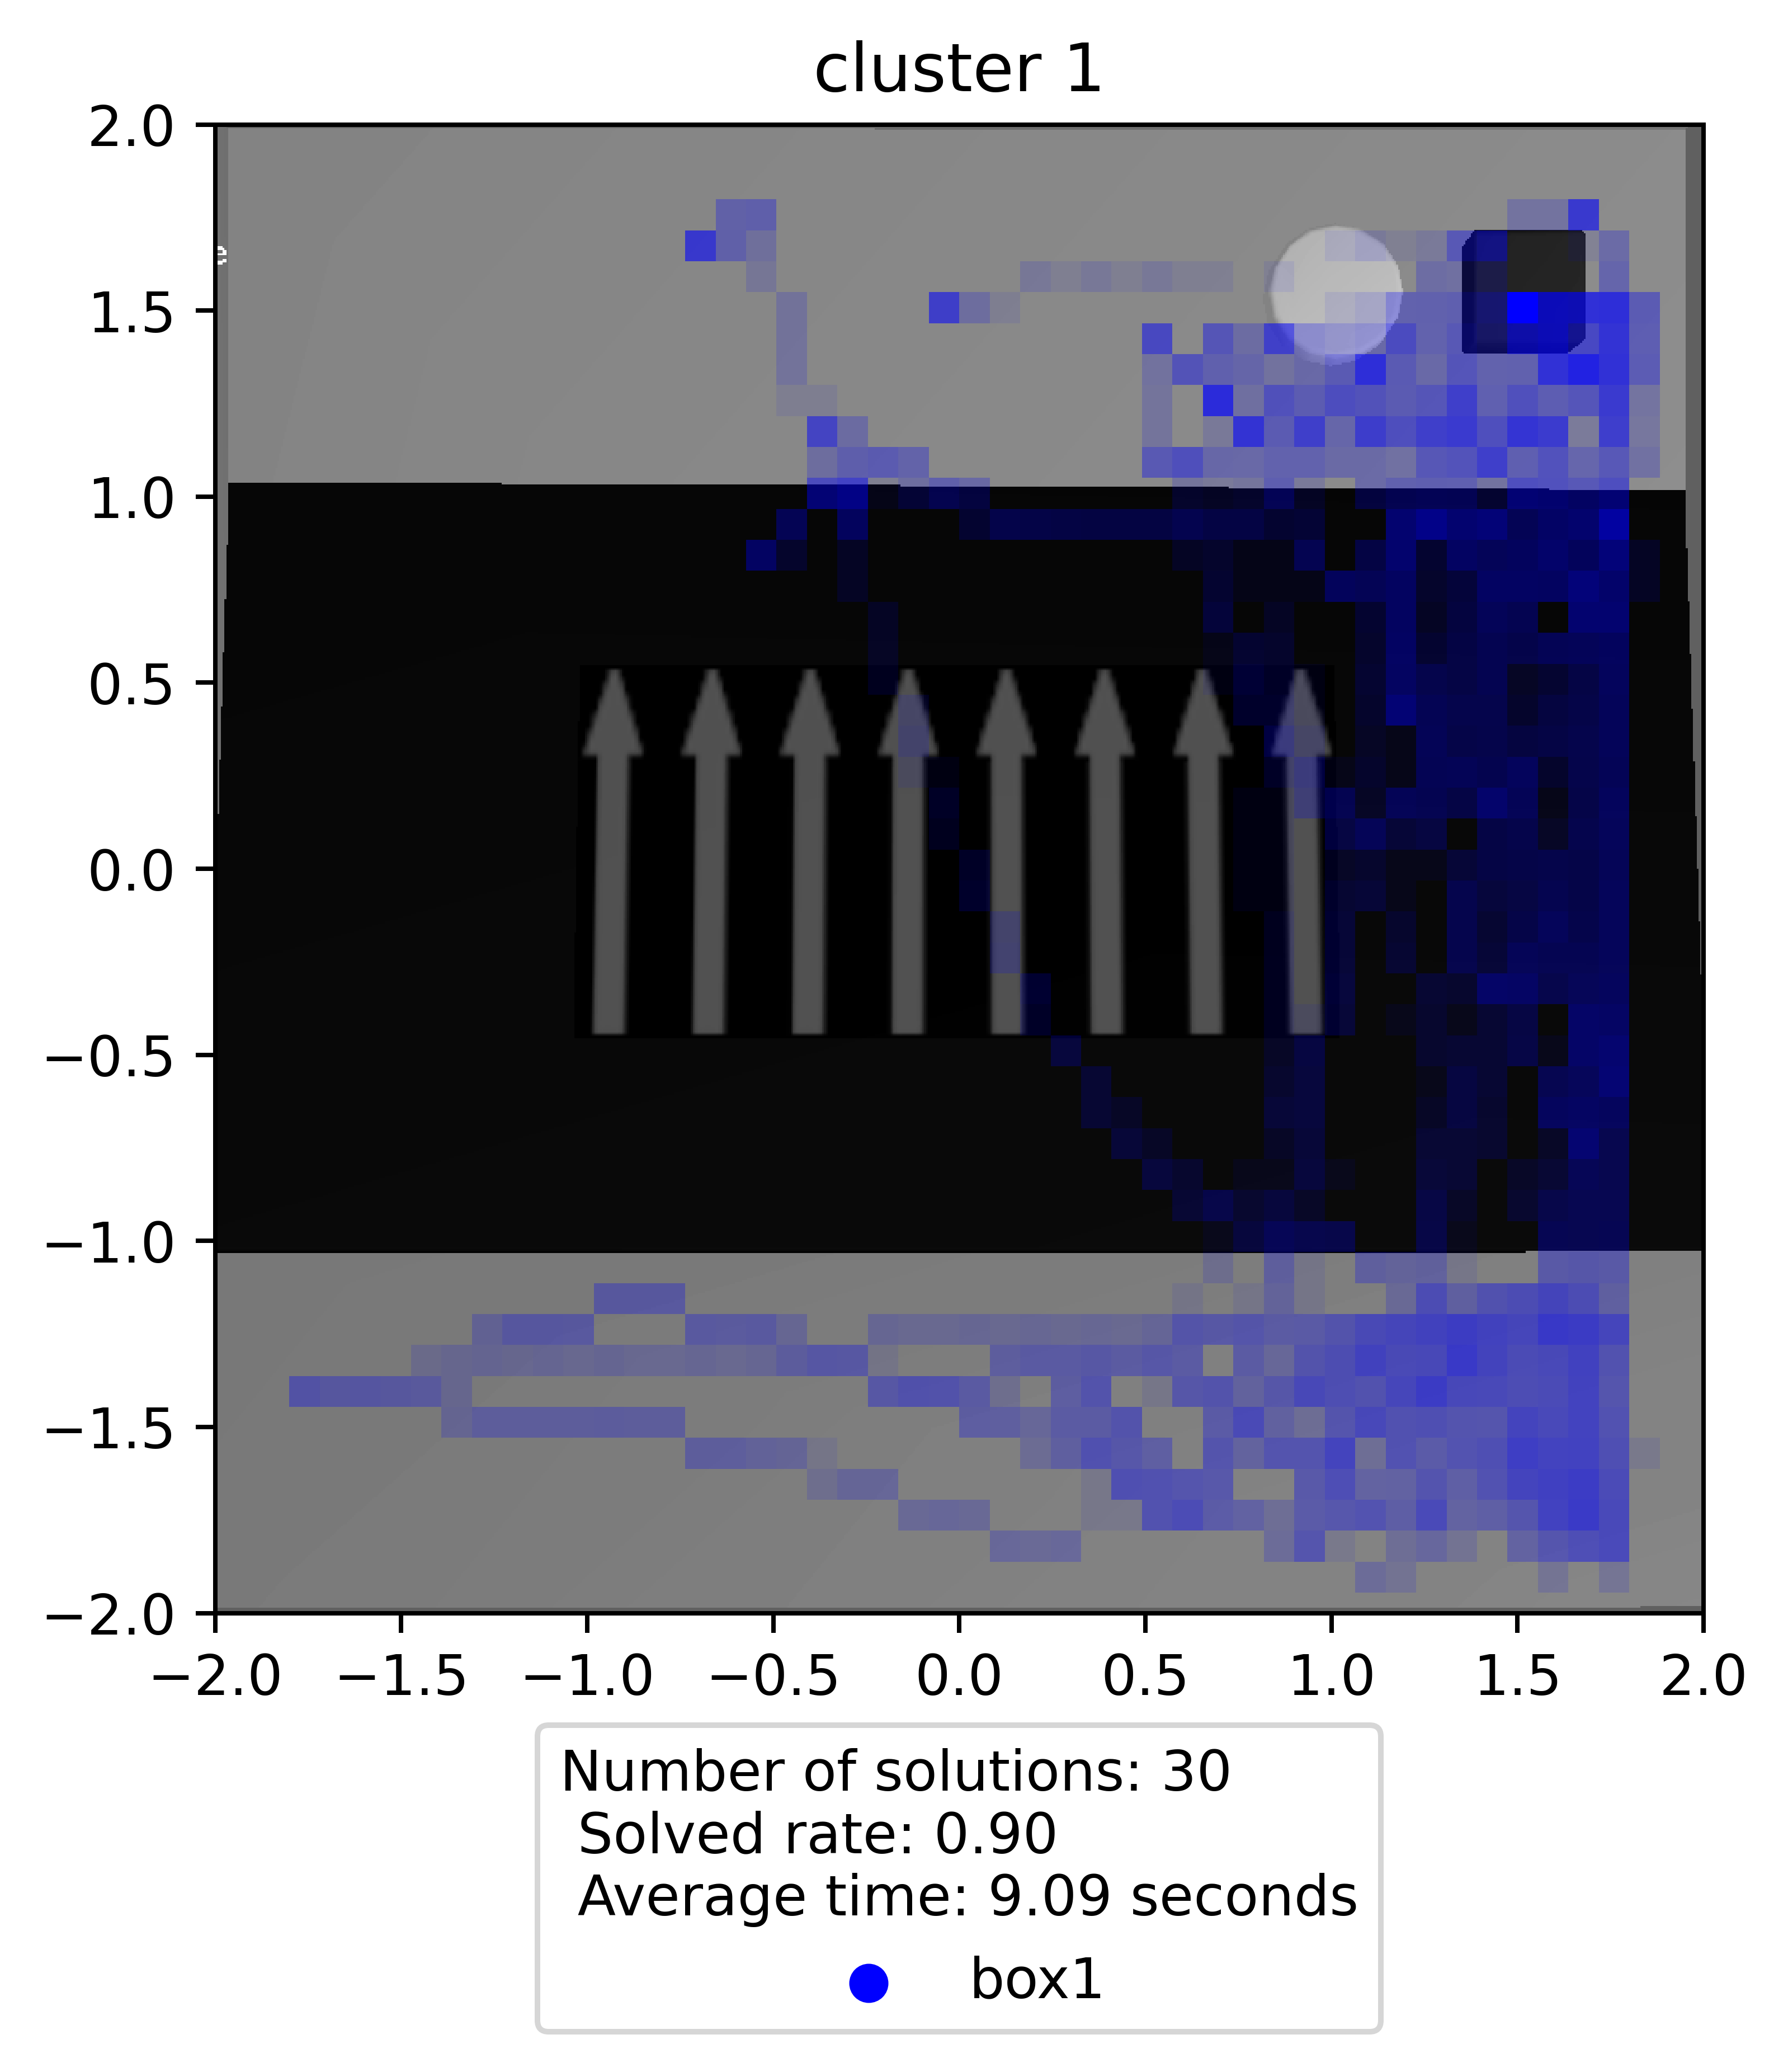 cluster 1
2.0
1.5
1.0
0.5
0.0
−0.5
−1.0
−1.5
−2.0
−2.0 −1.5 −1.0 −0.5 0.0 0.5 1.0 1.5 2.0
Number of solutions: 30
Solved rate: 0.90
Average time: 9.09 seconds
box1